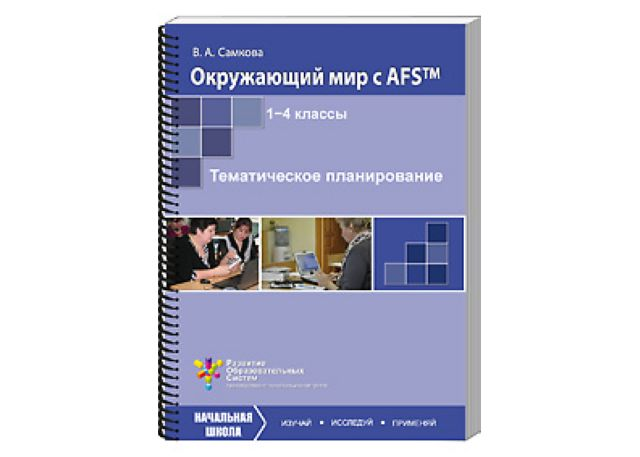 В. А. Самкова
Окружающий мир с AFS™
1–4 классы
Тематическое планирование
Развитие
Образовательных
Систем
НАЧАЛЬНАЯ
ШКОЛА
ИЗУЧАЙ • ИССЛЕДУЙ • ПРИМЕНЯЙ